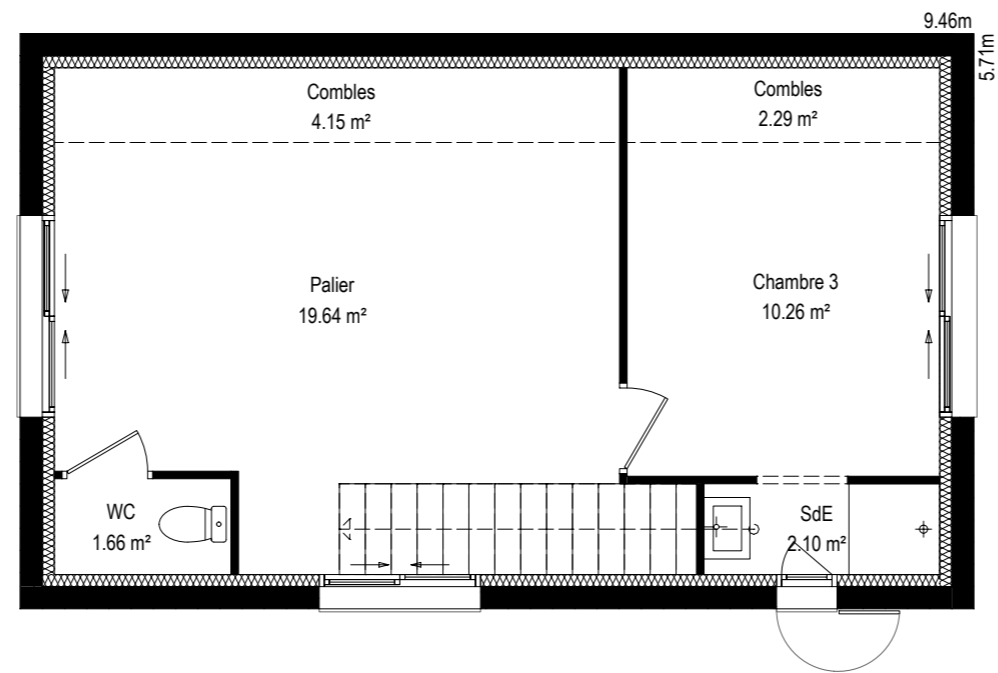 9.46m
5.71m
Combles
4.15 m²
Combles
2.29 m²
Palier
19.64 m²
Chambre 3
10.26 m²
WC
1.66 m²
SdE
2.10 m²